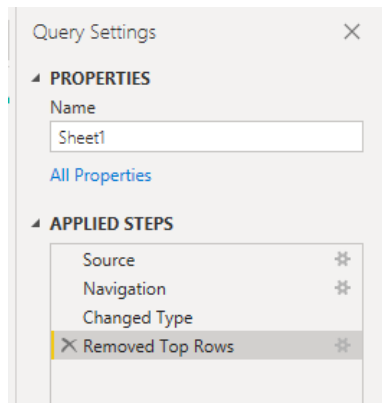 Query Settings
PROPERTIES
Name
Sheet1
All Properties
APPLIED STEPS
Source
Navigation
Changed Type
Removed Top Rows